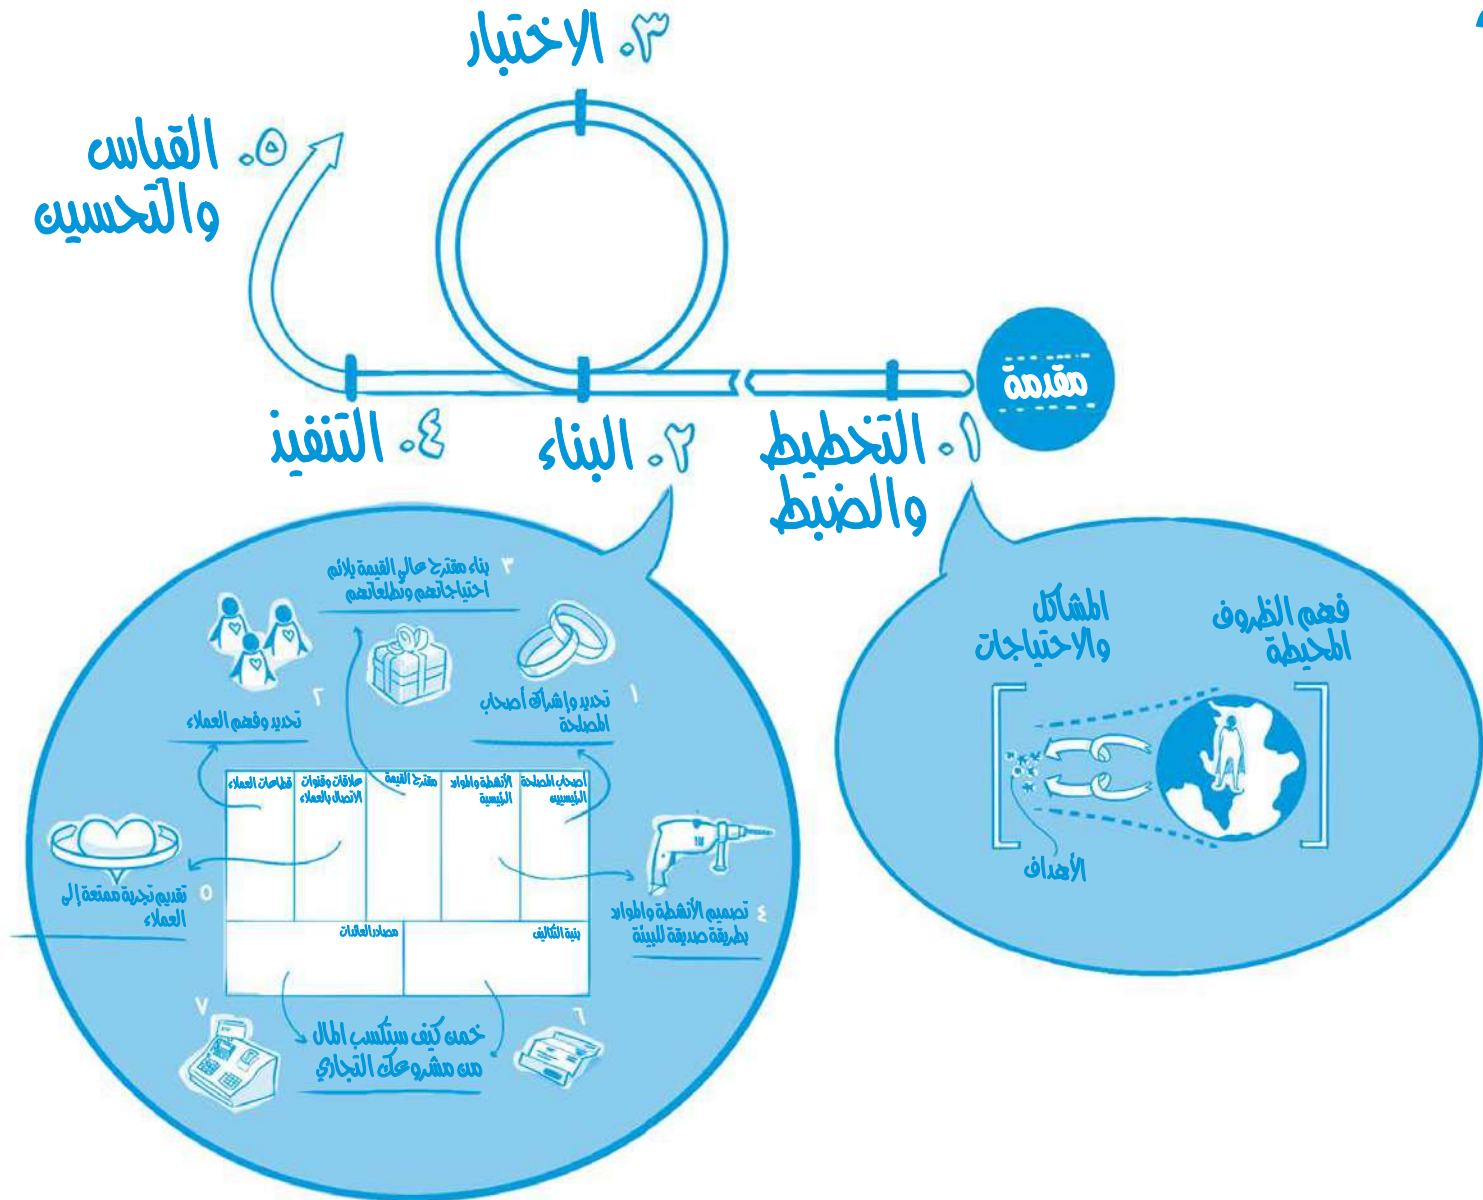 ٣. الاختبار
٥. القياس
والتحسين
مقدمة
١. التخطيط
والضبط
٢. البناء
٤. التنفيذ
فهم الظروف
المحيطة
المشاكل
والاحتياجات
الأهداف
٣ بناء مقترح عالي القيمة يلائم
احتياجاتهم وتطلعاتهم
١
تحديد وإشراك أصحاب
المصلحة
٢
تحديد وفهم العملاء
أصحاب المصلحة
الرئيسيين
الأنشطة والموارد
الرئيسية
مقترح القيمة
علاقات وقنوات
الاتصال بالعملاء
قطاعات العملاء
٤ تصميم الأنشطة والموارد
بطريقة صديقة للبيئة
٥ تقديم تجربة ممتعة إلى
العملاء
بنية التكاليف
مصادر العائدات
٦
٧
خمن كيف ستكسب المال
من مشروعك التجاري